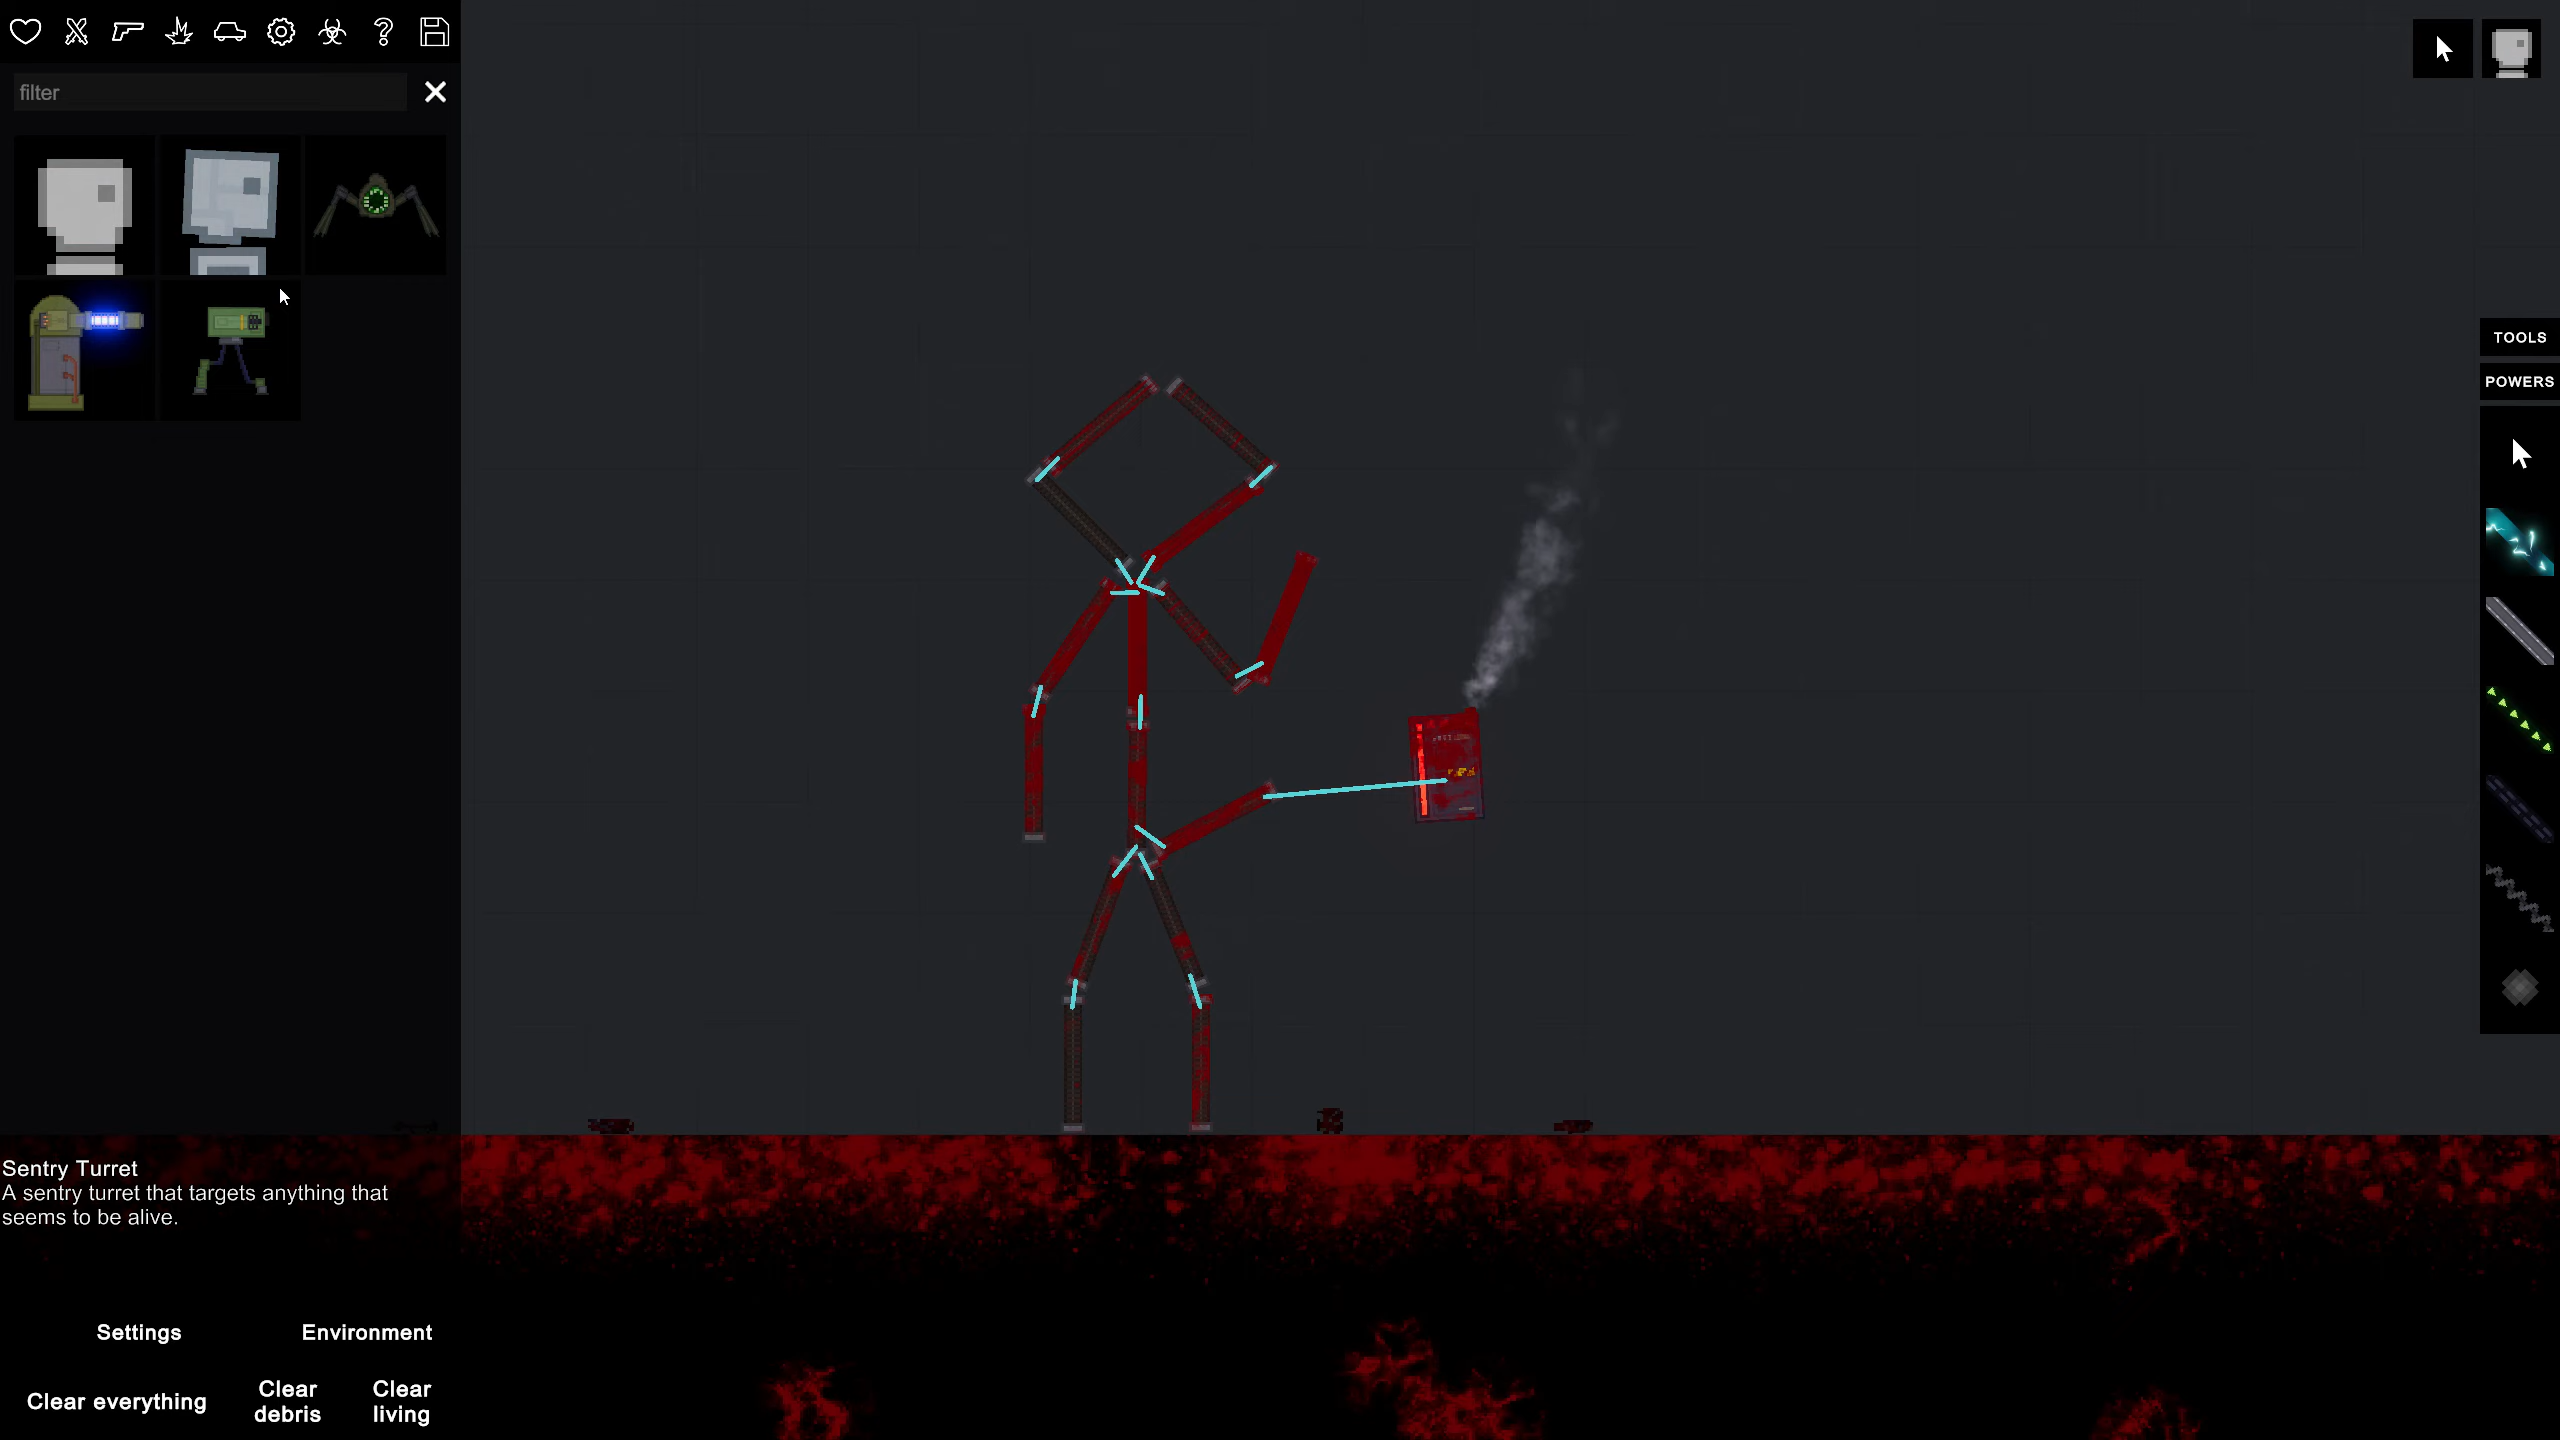 filter
TOOLS
POWERS
Sentry Turret
A sentry turret that targets anything that
seems to be alive.
Settings
Environment
Clear everything
Clear
debris
Clear
living